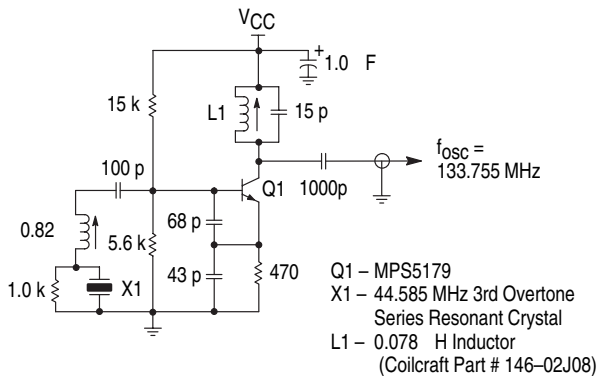 VCC
+
1.0 F
15 k
L1
15 p
fosc =
133.755 MHz
100 p
Q1
1000p
68 p
0.82
5.6 k
43 p
470
1.0 k
X1
Q1 – MPS5179
X1 – 44.585 MHz 3rd Overtone
Series Resonant Crystal
L1 – 0.078 H Inductor
(Coilcraft Part # 146–02J08)